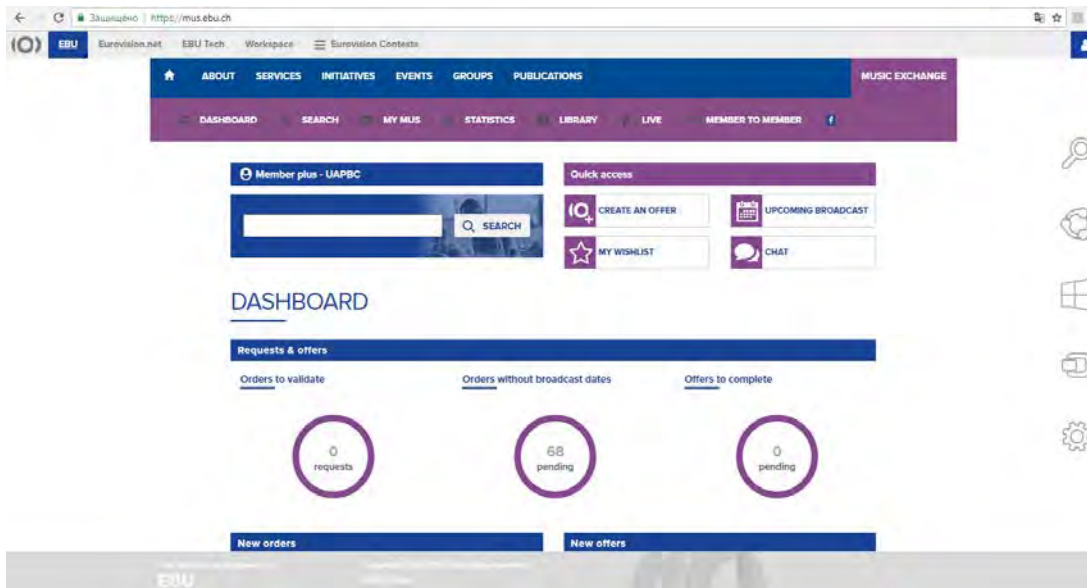 Защищено | https://mus.ebu.ch
EBU Eurovision.net EBU Tech Workspace Eurovision Contests
ABOUT SERVICES INITIATIVES EVENTS GROUPS PUBLICATIONS MUSIC EXCHANGE
DASHBOARD SEARCH MY MUS STATISTICS LIBRARY LIVE MEMBER TO MEMBER f
Member plus - UAPBC
SEARCH
Quick access
CREATE AN OFFER UPCOMING BROADCAST
MY WISHLIST CHAT
DASHBOARD
Requests & offers
Orders to validate Orders without broadcast dates Offers to complete
0 68 0
requests pending pending
New orders New offers
EBU